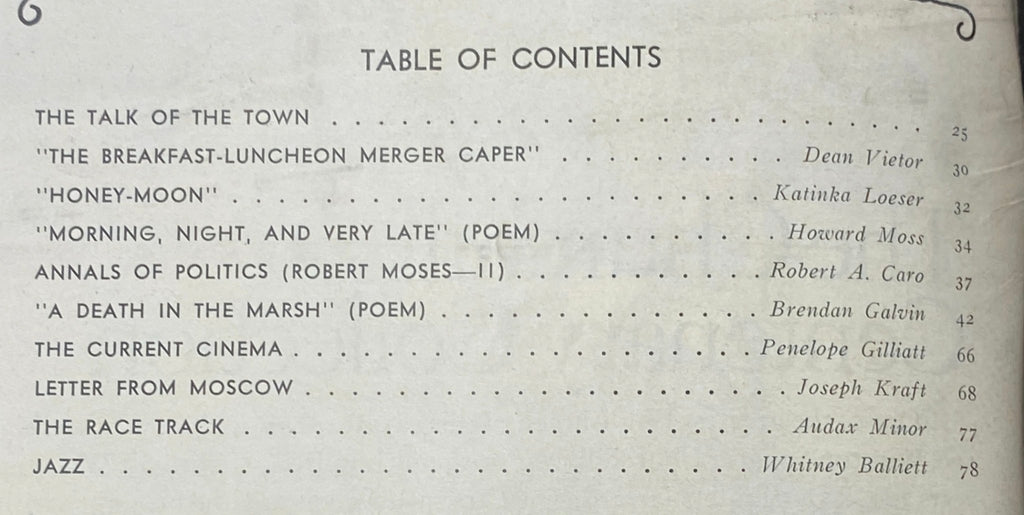 TABLE OF CONTENTS
THE TALK OF THE TOWN . . . . . . . . . . . . . . . . . . . . . 25
"THE BREAKFAST-LUNCHEON MERGER CAPER" . . . . . . . . . . Dean Vietor 30
"HONEY-MOON" . . . . . . . . . . . . . . . . . . . Katinka Loeser 32
"MORNING, NIGHT, AND VERY LATE" (POEM) . . . . . . . . . . Howard Moss 34
ANNALS OF POLITICS (ROBERT MOSES—II) . . . . . . . . . . . Robert A. Caro 37
"A DEATH IN THE MARSH" (POEM) . . . . . . . . . . . . . Brendan Galvin 42
THE CURRENT CINEMA . . . . . . . . . . . . . . . . . Penelope Gilliatt 66
LETTER FROM MOSCOW . . . . . . . . . . . . . . . . . . Joseph Kraft 68
THE RACE TRACK . . . . . . . . . . . . . . . . . . . . Audax Minor 77
JAZZ . . . . . . . . . . . . . . . . . . . . . . . . Whitney Balliett 78